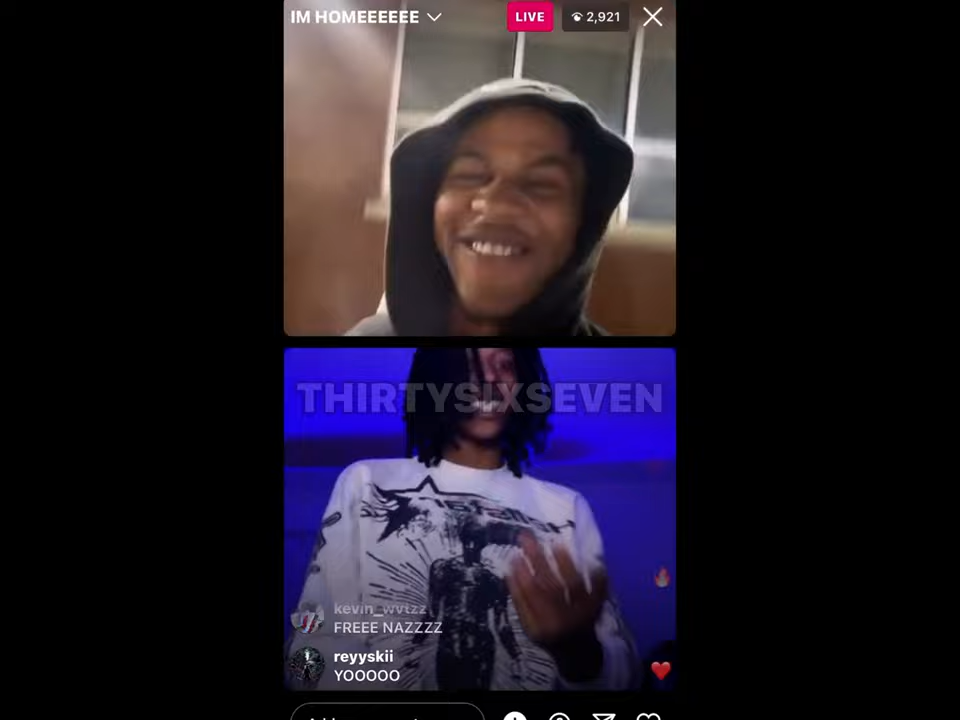 IM HOMEEEEEE
LIVE
2,921
THIRTYSIXSEVEN
kevin_wvtzz
FREEE NAZZZZ
reyyskii
YOOOOO